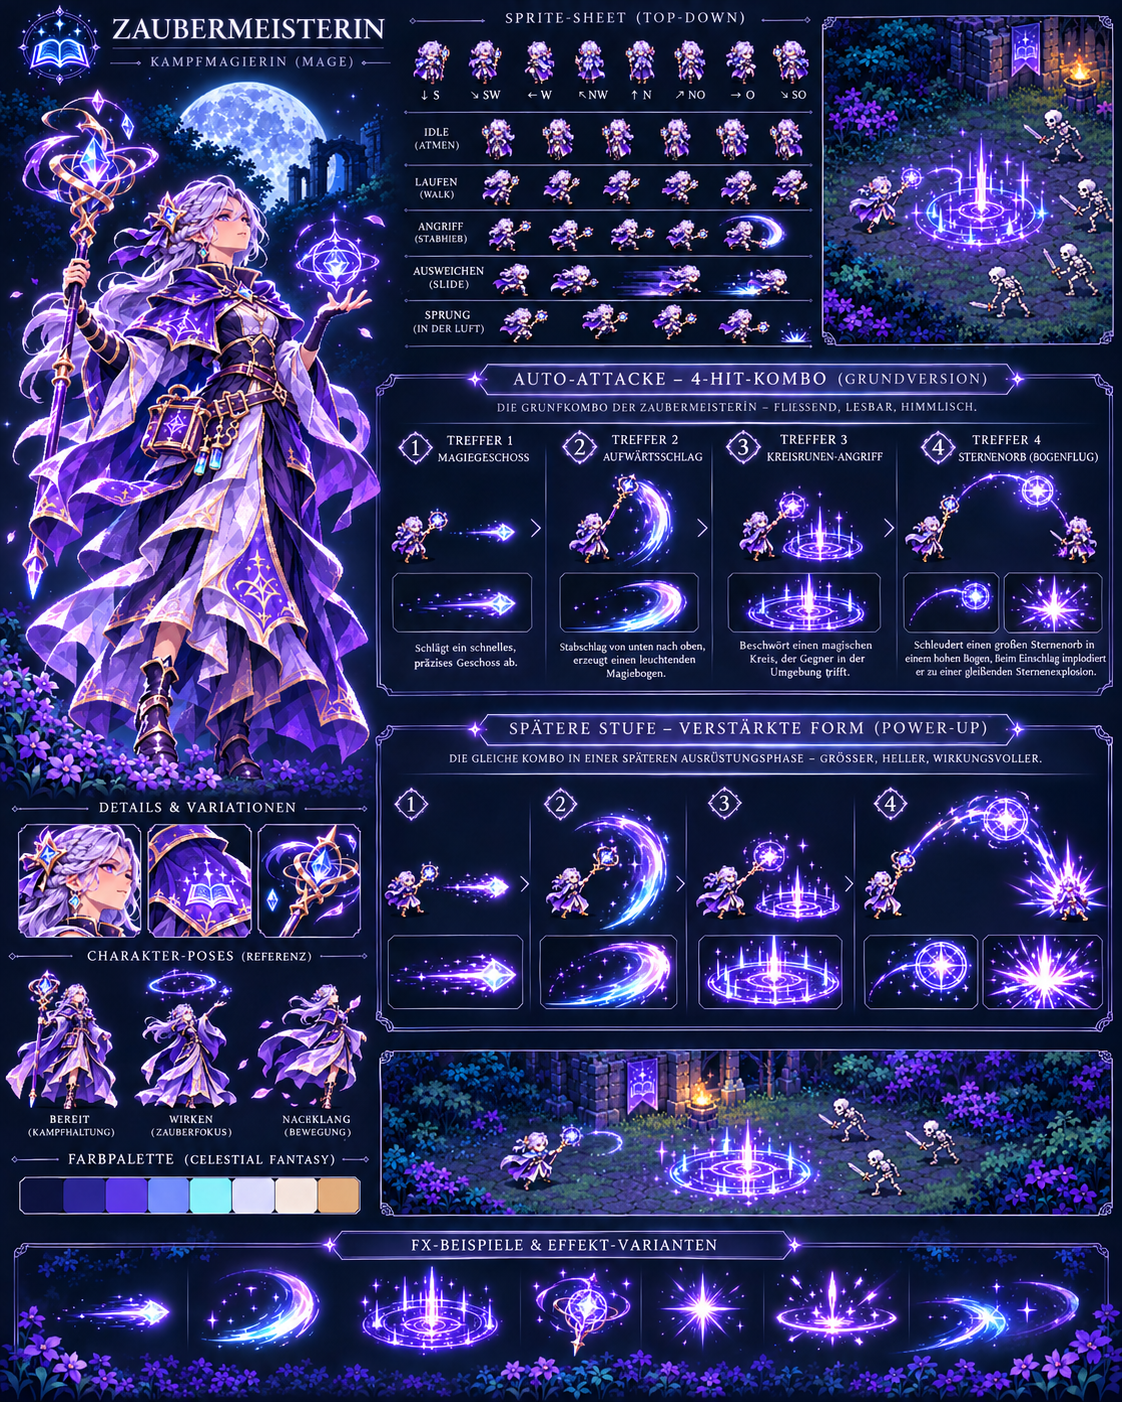 ZAUBERMEISTERIN
KAMPFMAGIERIN (MAGE)
SPRITE-SHEET (TOP-DOWN)
↓ S
↘ SW
← W
↖ NW
↑ N
↗ NO
→ O
↘ SO
IDLE
(ATMEN)
LAUFEN
(WALK)
ANGRIFF
(STABHIEB)
AUSWEICHEN
(SLIDE)
SPRUNG
(IN DER LUFT)
AUTO-ATTACKE – 4-HIT-KOMBO (GRUNDVERSION)
DIE GRUNFKOMBO DER ZAUBERMEISTERIN – FLIESSEND, LESBAR, HIMMLISCH.
1
TREFFER 1
MAGIEGESCHOSS
2
TREFFER 2
AUFWÄRTSSCHLAG
3
TREFFER 3
KREISRUNEN-ANGRIFF
4
TREFFER 4
STERNENORB (BOGENFLUG)
Schlägt ein schnelles,
präzises Geschoss ab.
Stabschlag von unten nach oben,
erzeugt einen leuchtenden
Magiebogen.
Beschwört einen magischen
Kreis, der Gegner in der
Umgebung trifft.
Schleudert einen großen Sternenorb in
einem hohen Bogen, Beim Einschlag implodiert
er zu einer gleißenden Sternenexplosion.
SPÄTERE STUFE – VERSTÄRKTE FORM (POWER-UP)
DIE GLEICHE KOMBO IN EINER SPÄTEREN AUSRÜSTUNGSPHASE – GRÖSSER, HELLER, WIRKUNGSVOLLER.
1
2
3
4
DETAILS & VARIATIONEN
CHARAKTER-POSES (REFERENZ)
BEREIT
(KAMPFHALTUNG)
WIRKEN
(ZAUBERFOKUS)
NACHKLANG
(BEWEGUNG)
FARBPALETTE (CELESTIAL FANTASY)
FX-BEISPIELE & EFFEKT-VARIANTEN